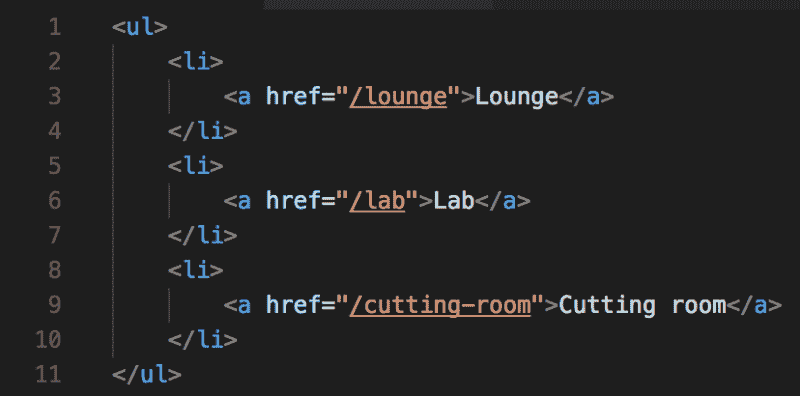 1 <ul>
2     <li>
3         <a href="/lounge">Lounge</a>
4     </li>
5     <li>
6         <a href="/lab">Lab</a>
7     </li>
8     <li>
9         <a href="/cutting-room">Cutting room</a>
10     </li>
11 </ul>